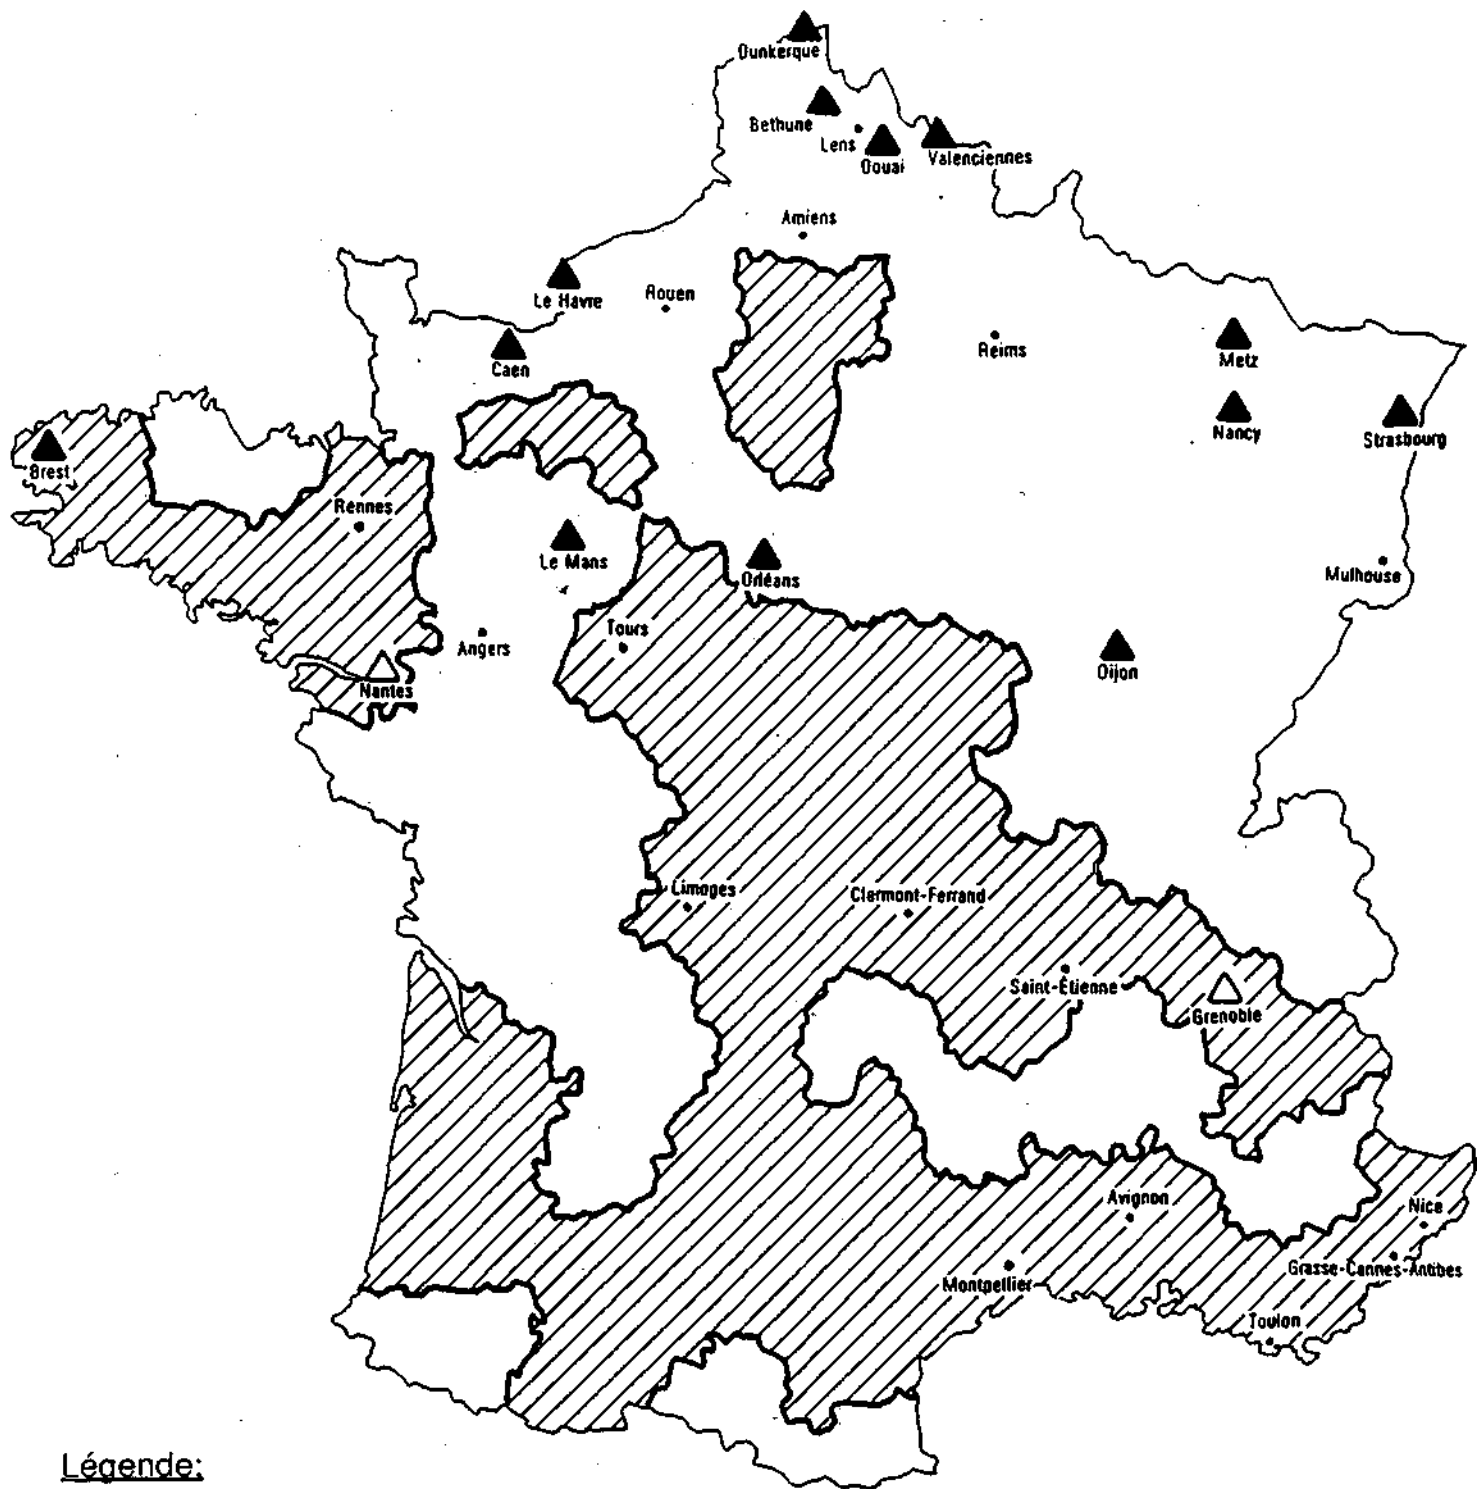 Dunkerque
Bethune
Lens
Douai
Valenciennes
Amiens
Le Havre
Rouen
Caen
Reims
Metz
Nancy
Strasbourg
Brest
Rennes
Le Mans
Orléans
Mulhouse
Angers
Tours
Dijon
Nantes
Limoges
Clermont-Ferrand
Saint-Étienne
Grenoble
Avignon
Nice
Montpellier
Grasse-Cannes-Antibes
Toulon
Légende: